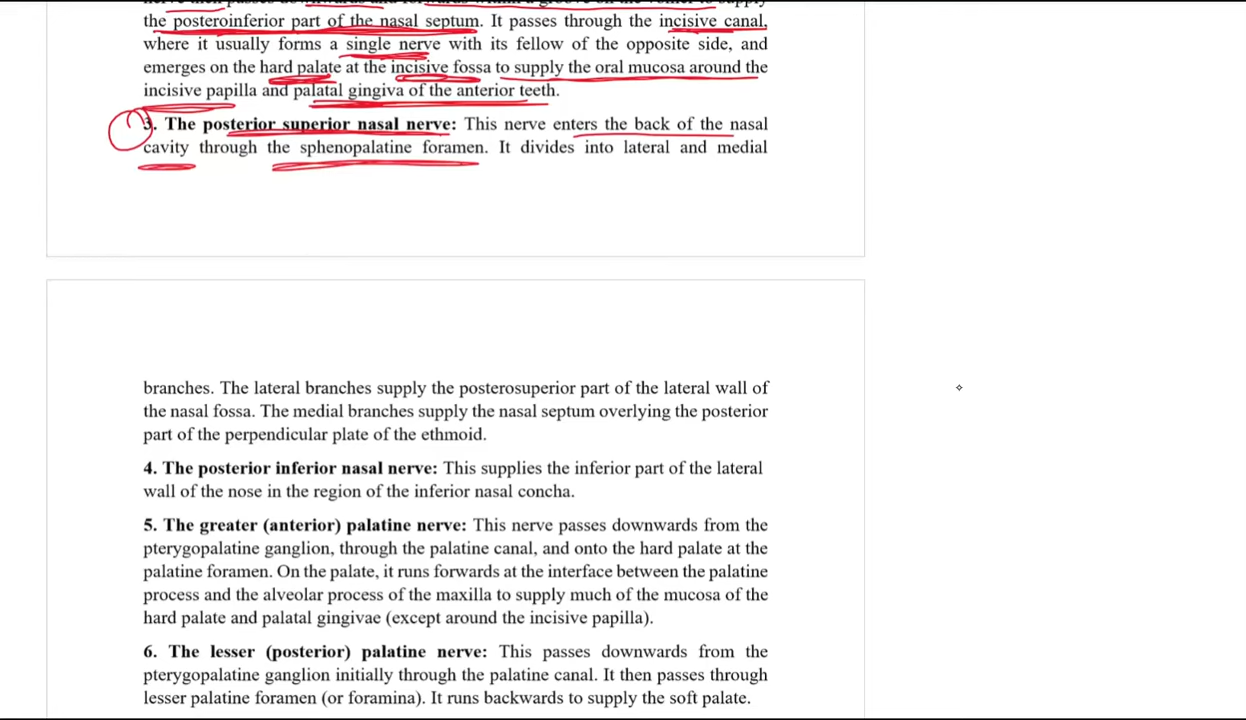 the posteroinferior part of the nasal septum. It passes through the incisive canal,
where it usually forms a single nerve with its fellow of the opposite side, and
emerges on the hard palate at the incisive fossa to supply the oral mucosa around the
incisive papilla and palatal gingiva of the anterior teeth.
3. The posterior superior nasal nerve: This nerve enters the back of the nasal
cavity through the sphenopalatine foramen. It divides into lateral and medial
branches. The lateral branches supply the posterosuperior part of the lateral wall of
the nasal fossa. The medial branches supply the nasal septum overlying the posterior
part of the perpendicular plate of the ethmoid.
4. The posterior inferior nasal nerve: This supplies the inferior part of the lateral
wall of the nose in the region of the inferior nasal concha.
5. The greater (anterior) palatine nerve: This nerve passes downwards from the
pterygopalatine ganglion, through the palatine canal, and onto the hard palate at the
palatine foramen. On the palate, it runs forwards at the interface between the palatine
process and the alveolar process of the maxilla to supply much of the mucosa of the
hard palate and palatal gingivae (except around the incisive papilla).
6. The lesser (posterior) palatine nerve: This passes downwards from the
pterygopalatine ganglion initially through the palatine canal. It then passes through
lesser palatine foramen (or foramina). It runs backwards to supply the soft palate.